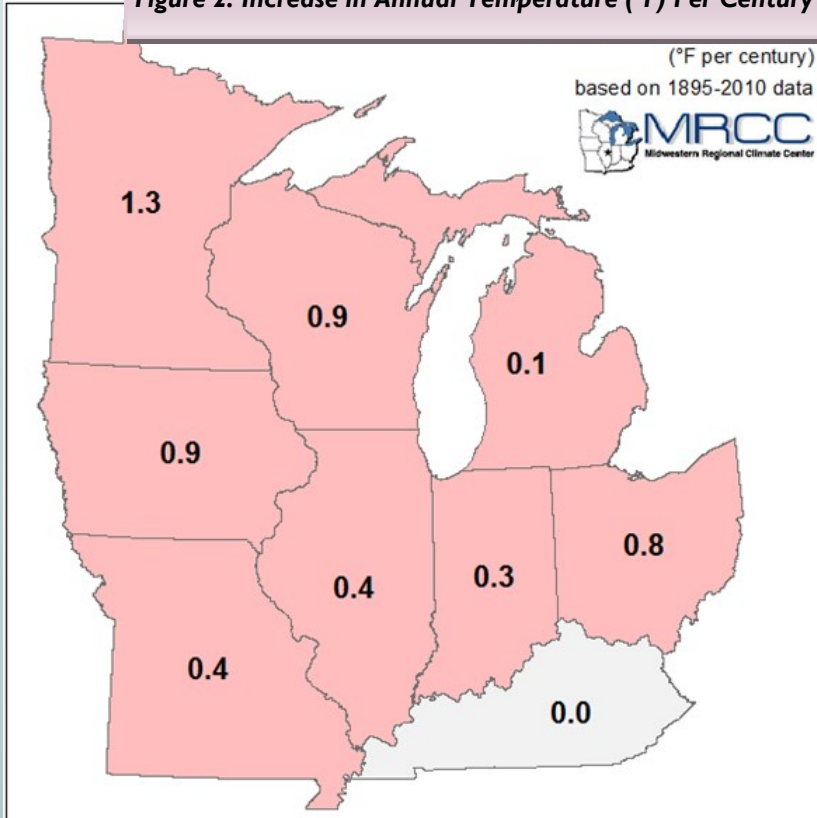 Figure 2. Increase in Annual Temperature (°F) Per Century
(°F per century)
based on 1895-2010 data
MRCC
Midwestern Regional Climate Center
1.3
0.9
0.1
0.9
0.8
0.4
0.3
0.4
0.0